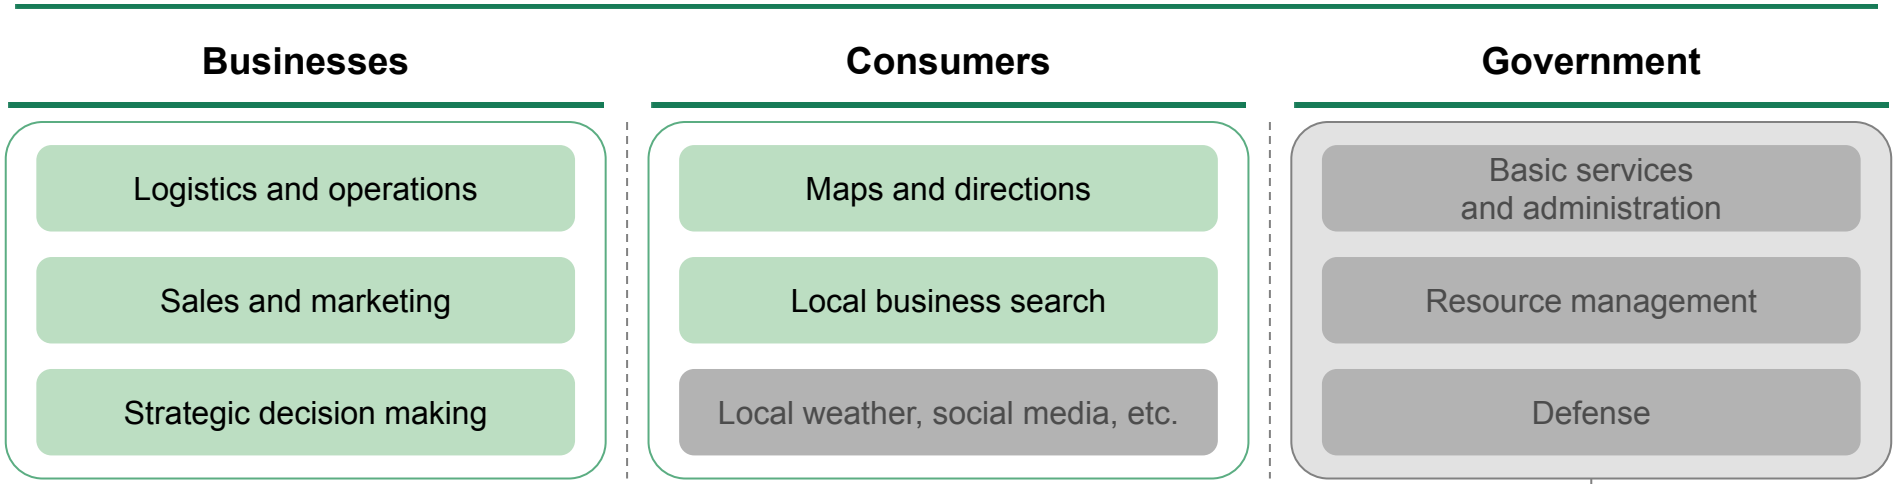 Businesses
Consumers
Government
Logistics and operations
Sales and marketing
Strategic decision making
Maps and directions
Local business search
Local weather, social media, etc.
Basic services
and administration
Resource management
Defense